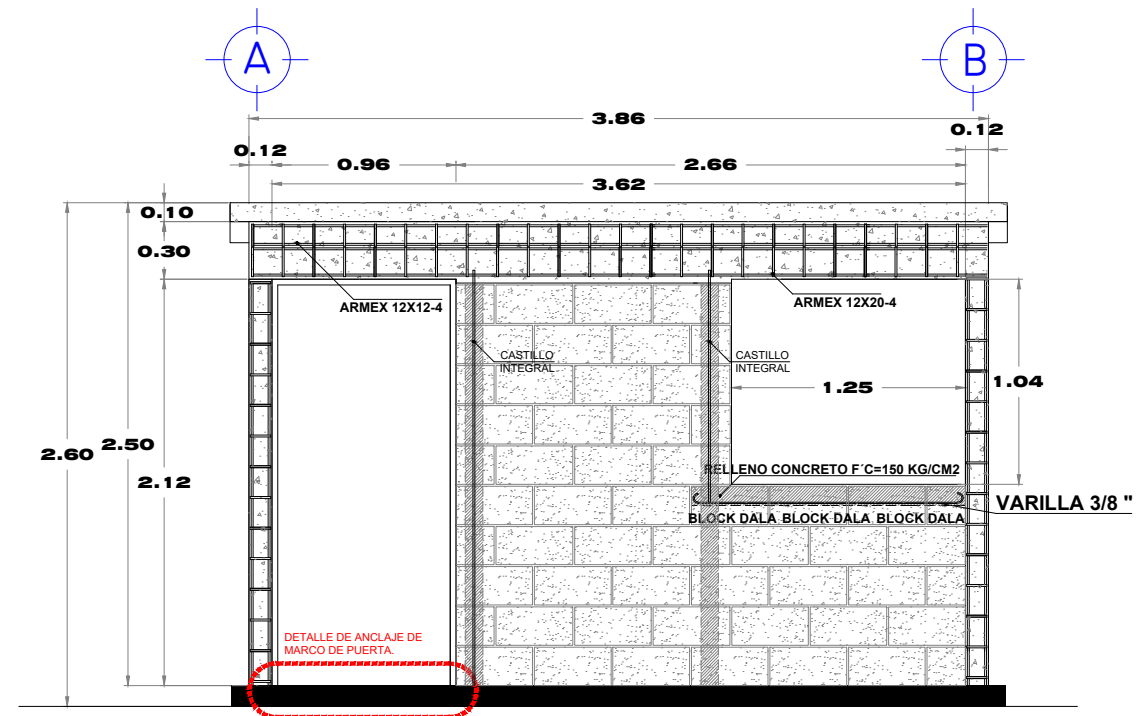 A
B
3.86
0.12
0.12
0.96
2.66
3.62
0.10
0.30
ARMEX 12X12-4
ARMEX 12X20-4
CASTILLO
INTEGRAL
CASTILLO
INTEGRAL
1.25
1.04
2.60
2.50
2.12
RELLENO CONCRETO F´C=150 KG/CM2
VARILLA 3/8 "
BLOCK DALA BLOCK DALA BLOCK DALA
DETALLE DE ANCLAJE DE
MARCO DE PUERTA.